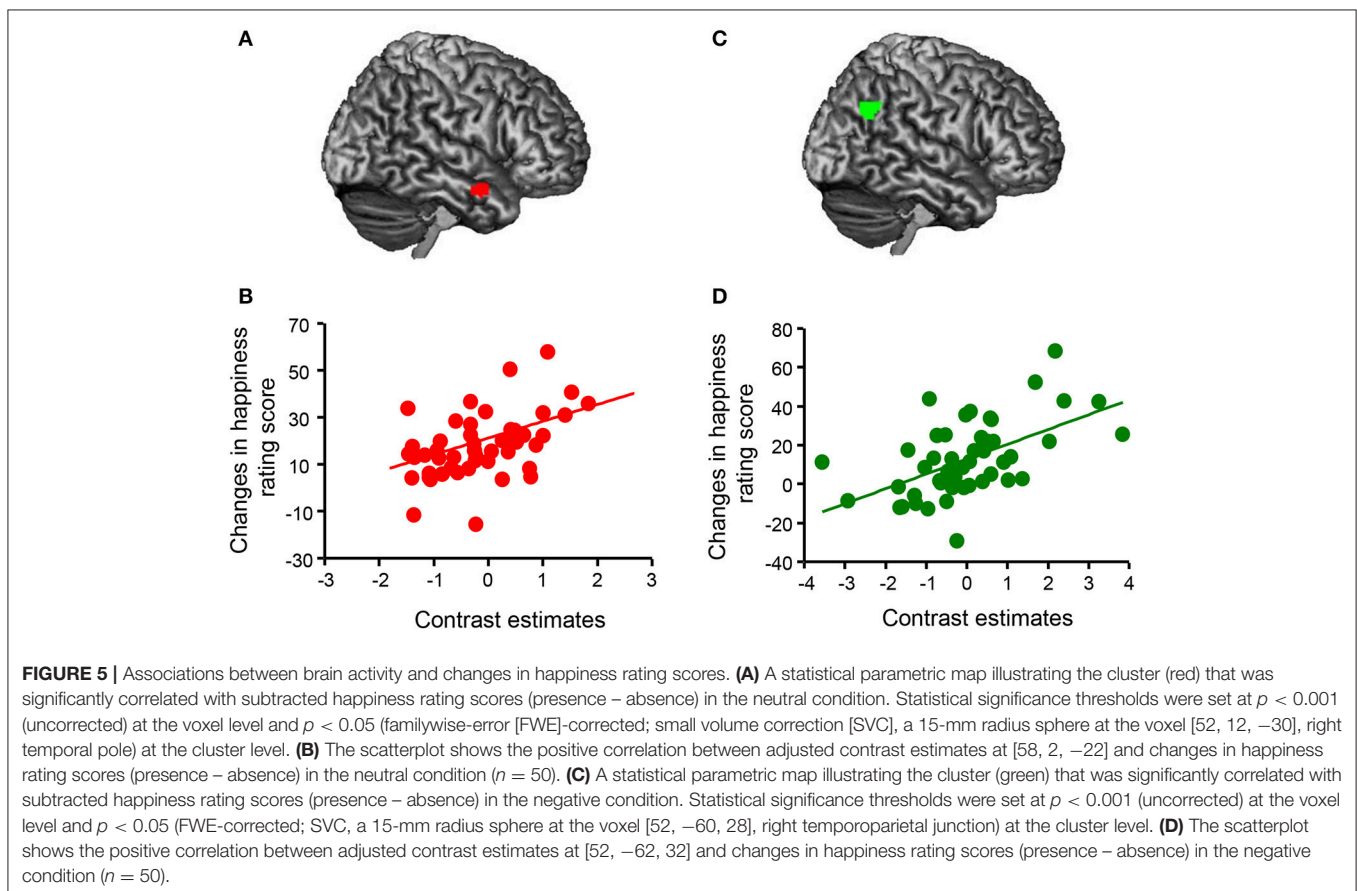 A
C
B
D
70
50
30
10
-10
-30
Changes in happiness
rating score
-3
-2
-1
0
1
2
3
Contrast estimates
80
60
40
20
0
-20
-40
Changes in happiness
rating score
-4
-3
-2
-1
0
1
2
3
4
Contrast estimates
FIGURE 5 | Associations between brain activity and changes in happiness rating scores. (A) A statistical parametric map illustrating the cluster (red) that was
significantly correlated with subtracted happiness rating scores (presence – absence) in the neutral condition. Statistical significance thresholds were set at p < 0.001
(uncorrected) at the voxel level and p < 0.05 (familywise-error [FWE]-corrected; small volume correction [SVC], a 15-mm radius sphere at the voxel [52, 12, −30], right
temporal pole) at the cluster level. (B) The scatterplot shows the positive correlation between adjusted contrast estimates at [58, 2, −22] and changes in happiness
rating scores (presence – absence) in the neutral condition (n = 50). (C) A statistical parametric map illustrating the cluster (green) that was significantly correlated with
subtracted happiness rating scores (presence – absence) in the negative condition. Statistical significance thresholds were set at p < 0.001 (uncorrected) at the voxel
level and p < 0.05 (FWE-corrected; SVC, a 15-mm radius sphere at the voxel [52, −60, 28], right temporoparietal junction) at the cluster level. (D) The scatterplot
shows the positive correlation between adjusted contrast estimates at [52, −62, 32] and changes in happiness rating scores (presence – absence) in the negative
condition (n = 50).